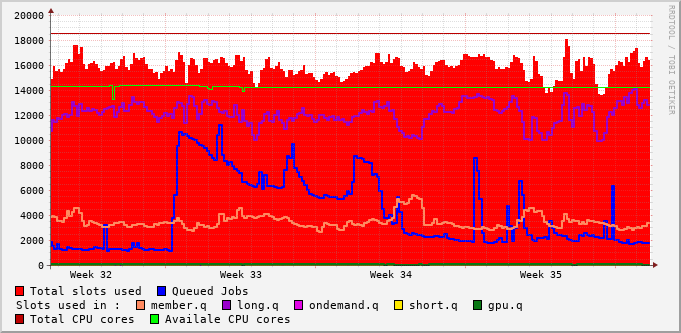 RRDTOOL / TOBI OETIKER
20000
18000
16000
14000
12000
10000
8000
6000
4000
2000
0
Week 32 Week 33 Week 34 Week 35
Total slots used Queued Jobs
Slots used in : member.q long.q ondemand.q short.q gpu.q
Total CPU cores Availale CPU cores